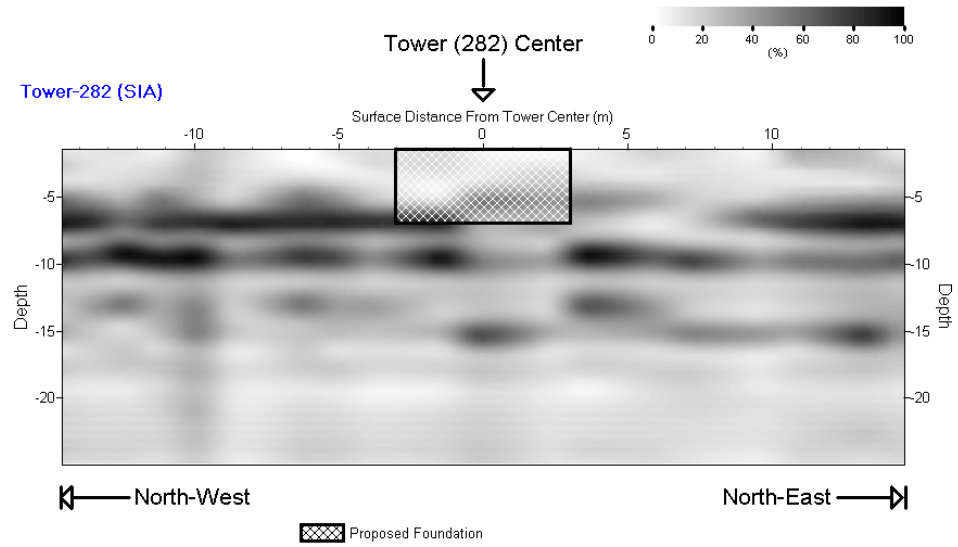 0 20 40 60 80 100
(%)
Tower (282) Center
Tower-282 (SIA)
Surface Distance From Tower Center (m)
-10 -5 0 5 10
-5 -5
-10 -10
-15 -15
-20 -20
Depth
Depth
North-West
North-East
Proposed Foundation